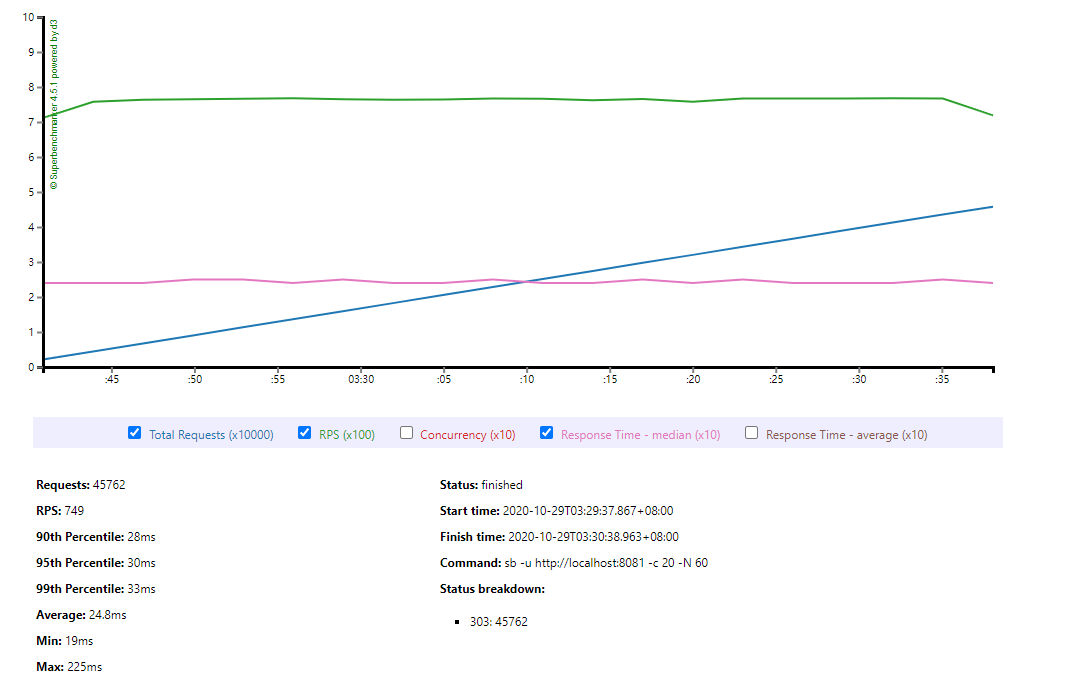 10
9
8
7
6
5
4
3
2
1
0
© Superbenchmarker 4.5.1 powered by d3
:45 :50 :55 03:30 :05 :10 :15 :20 :25 :30 :35
Total Requests (x10000) RPS (x100) Concurrency (x10) Response Time - median (x10) Response Time - average (x10)
Requests: 45762
RPS: 749
90th Percentile: 28ms
95th Percentile: 30ms
99th Percentile: 33ms
Average: 24.8ms
Min: 19ms
Max: 225ms
Status: finished
Start time: 2020-10-29T03:29:37.867+08:00
Finish time: 2020-10-29T03:30:38.963+08:00
Command: sb -u http://localhost:8081 -c 20 -N 60
Status breakdown:
303: 45762